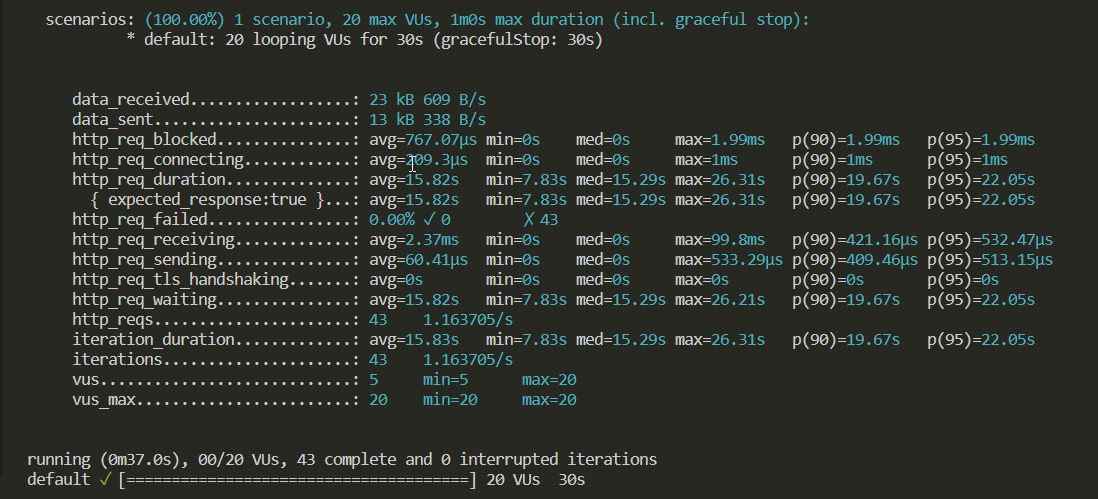 scenarios: (100.00%) 1 scenario, 20 max VUs, 1m0s max duration (incl. graceful stop):
* default: 20 looping VUs for 30s (gracefulStop: 30s)
data_received..................: 23 kB 609 B/s
data_sent......................: 13 kB 338 B/s
http_req_blocked...............: avg=767.07µs min=0s med=0s max=1.99ms p(90)=1.99ms p(95)=1.99ms
http_req_connecting............: avg=209.3µs min=0s med=0s max=1ms p(90)=1ms p(95)=1ms
http_req_duration..............: avg=15.82s min=7.83s med=15.29s max=26.31s p(90)=19.67s p(95)=22.05s
{ expected_response:true }...: avg=15.82s min=7.83s med=15.29s max=26.31s p(90)=19.67s p(95)=22.05s
http_req_failed................: 0.00% ✓ 0 ✗ 43
http_req_receiving.............: avg=2.37ms min=0s med=0s max=99.8ms p(90)=421.16µs p(95)=532.47µs
http_req_sending...............: avg=60.41µs min=0s med=0s max=533.29µs p(90)=409.46µs p(95)=513.15µs
http_req_tls_handshaking.......: avg=0s min=0s med=0s max=0s p(90)=0s p(95)=0s
http_req_waiting...............: avg=15.82s min=7.83s med=15.29s max=26.21s p(90)=19.67s p(95)=22.05s
http_reqs......................: 43 1.163705/s
iteration_duration.............: avg=15.83s min=7.83s med=15.29s max=26.31s p(90)=19.67s p(95)=22.05s
iterations.....................: 43 1.163705/s
vus............................: 5 min=5 max=20
vus_max........................: 20 min=20 max=20
running (0m37.0s), 00/20 VUs, 43 complete and 0 interrupted iterations
default ✓ [======================================] 20 VUs 30s